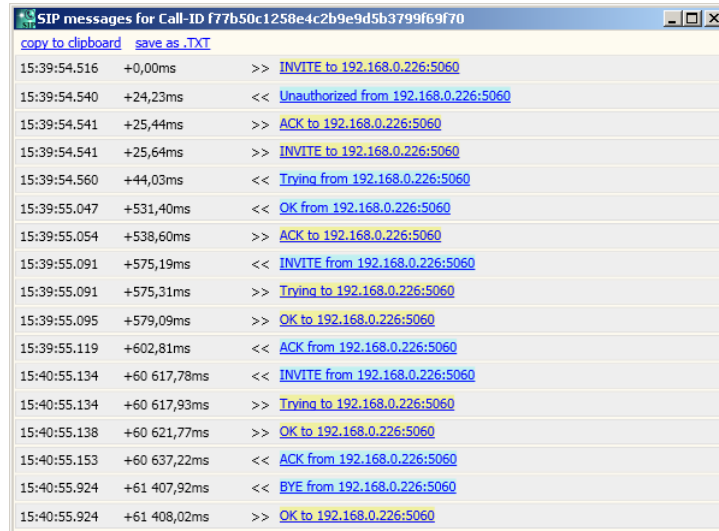 SIP messages for Call-ID f77b50c1258e4c2b9e9d5b3799f69f70
copy to clipboard save as .TXT
15:39:54.516 +0,00ms >> INVITE to 192.168.0.226:5060
15:39:54.540 +24,23ms << Unauthorized from 192.168.0.226:5060
15:39:54.541 +25,44ms >> ACK to 192.168.0.226:5060
15:39:54.541 +25,64ms >> INVITE to 192.168.0.226:5060
15:39:54.560 +44,03ms << Trying from 192.168.0.226:5060
15:39:55.047 +531,40ms << OK from 192.168.0.226:5060
15:39:55.054 +538,60ms >> ACK to 192.168.0.226:5060
15:39:55.091 +575,19ms << INVITE from 192.168.0.226:5060
15:39:55.091 +575,31ms >> Trying to 192.168.0.226:5060
15:39:55.095 +579,09ms >> OK to 192.168.0.226:5060
15:39:55.119 +602,81ms << ACK from 192.168.0.226:5060
15:40:55.134 +60 617,78ms << INVITE from 192.168.0.226:5060
15:40:55.134 +60 617,93ms >> Trying to 192.168.0.226:5060
15:40:55.138 +60 621,77ms >> OK to 192.168.0.226:5060
15:40:55.153 +60 637,22ms << ACK from 192.168.0.226:5060
15:40:55.924 +61 407,92ms << BYE from 192.168.0.226:5060
15:40:55.924 +61 408,02ms >> OK to 192.168.0.226:5060